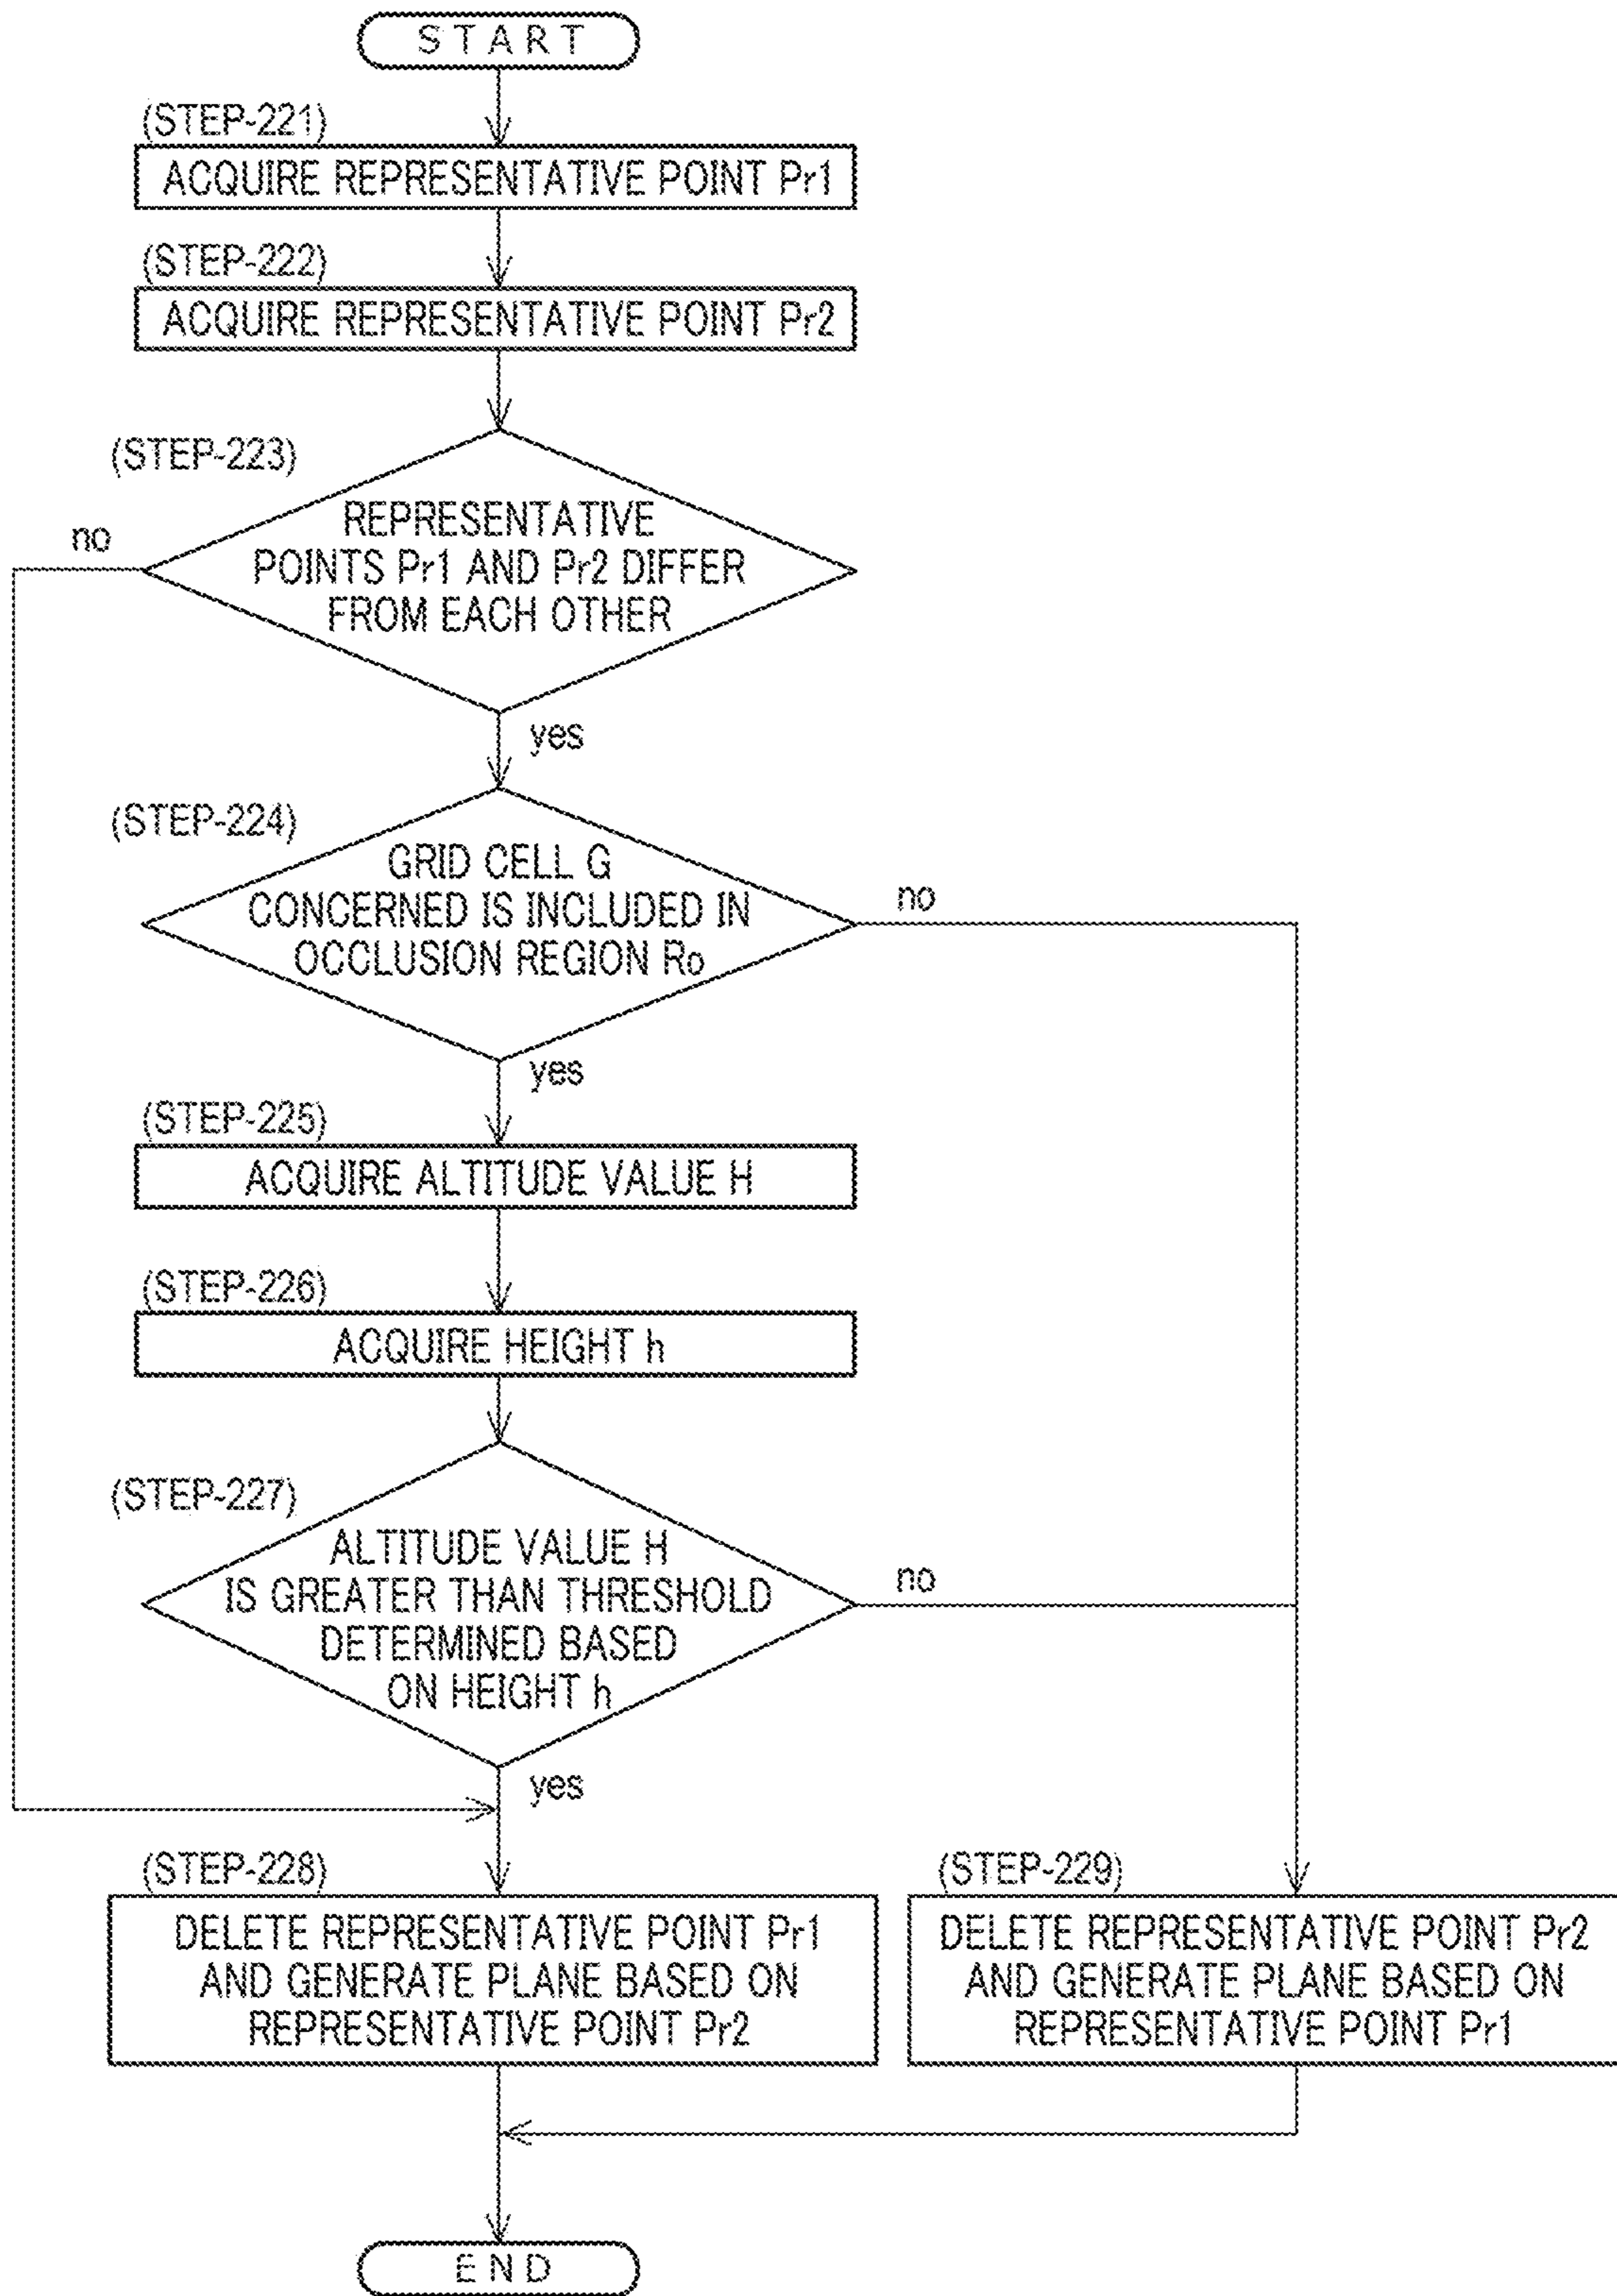 START
(STEP-221)
ACQUIRE REPRESENTATIVE POINT Pr1
(STEP-222)
ACQUIRE REPRESENTATIVE POINT Pr2
(STEP-223)
REPRESENTATIVE
POINTS Pr1 AND Pr2 DIFFER
FROM EACH OTHER
no
yes
(STEP-224)
GRID CELL G
CONCERNED IS INCLUDED IN
OCCLUSION REGION Ro
no
yes
(STEP-225)
ACQUIRE ALTITUDE VALUE H
(STEP-226)
ACQUIRE HEIGHT h
(STEP-227)
ALTITUDE VALUE H
IS GREATER THAN THRESHOLD
DETERMINED BASED
ON HEIGHT h
no
yes
(STEP-228)
DELETE REPRESENTATIVE POINT Pr1
AND GENERATE PLANE BASED ON
REPRESENTATIVE POINT Pr2
(STEP-229)
DELETE REPRESENTATIVE POINT Pr2
AND GENERATE PLANE BASED ON
REPRESENTATIVE POINT Pr1
END